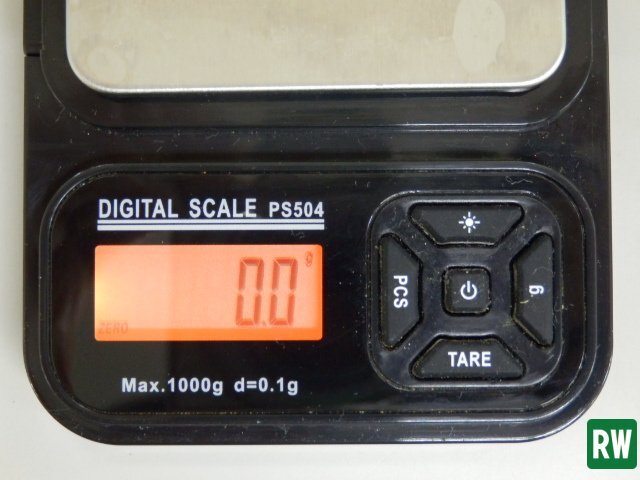 DIGITAL SCALE PS504
0.0 g
ZERO
Max.1000g d=0.1g
PCS
g
TARE
RW